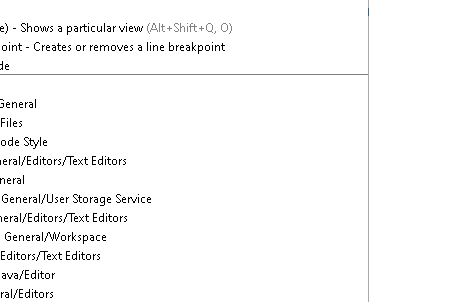 e) - Shows a particular view (Alt+Shift+Q, O)
oint - Creates or removes a line breakpoint
de
General
Files
ode Style
neral/Editors/Text Editors
neral
General/User Storage Service
neral/Editors/Text Editors
General/Workspace
Editors/Text Editors
ava/Editor
ral/Editors